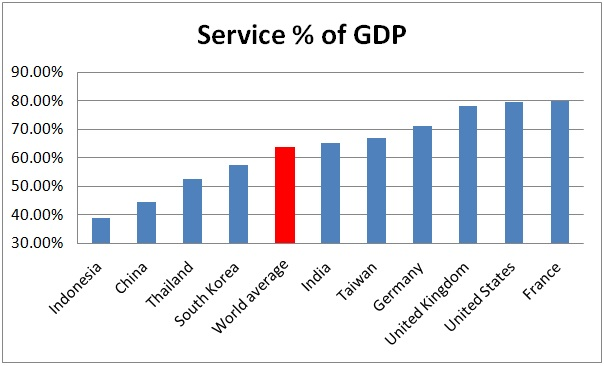 Service % of GDP
90.00%
80.00%
70.00%
60.00%
50.00%
40.00%
30.00%
Indonesia
China
Thailand
South Korea
World average
India
Taiwan
Germany
United Kingdom
United States
France